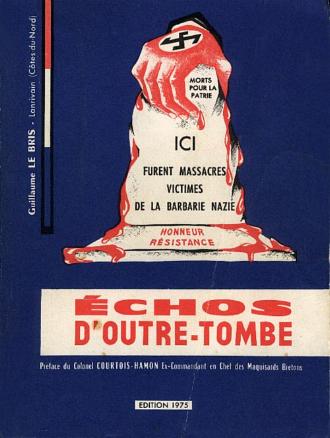 Guillaume LE BRIS - Lanrivain (Côtes-du-Nord)
MORTS
POUR LA
PATRIE
ICI
FURENT MASSACRES
VICTIMES
DE LA BARBARIE NAZIE
HONNEUR
RÉSISTANCE
ÉCHOS
D'OUTRE-TOMBE
Préface du Colonel COURTOIS-HAMON Ex-Commandant en Chef des Maquisards Bretons
EDITION 1975